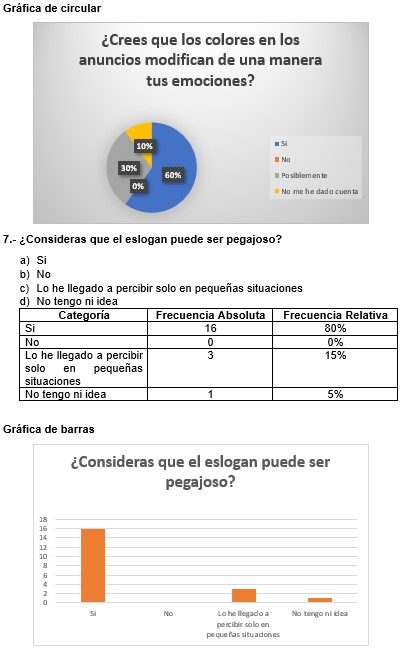 Gráfica de circular
¿Crees que los colores en los
anuncios modifican de una manera
tus emociones?
10%
30%
60%
0%
Si
No
Posiblemente
No me he dado cuenta
7.- ¿Consideras que el eslogan puede ser pegajoso?
a) Si
b) No
c) Lo he llegado a percibir solo en pequeñas situaciones
d) No tengo ni idea
Categoría Frecuencia Absoluta Frecuencia Relativa
Si 16 80%
No 0 0%
Lo he llegado a percibir 3 15%
solo en pequeñas
situaciones
No tengo ni idea 1 5%
Gráfica de barras
¿Consideras que el eslogan puede ser
pegajoso?
18
16
14
12
10
8
6
4
2
0
Si No Lo he llegado a No tengo ni idea
percibir solo en
pequeñas situaciones